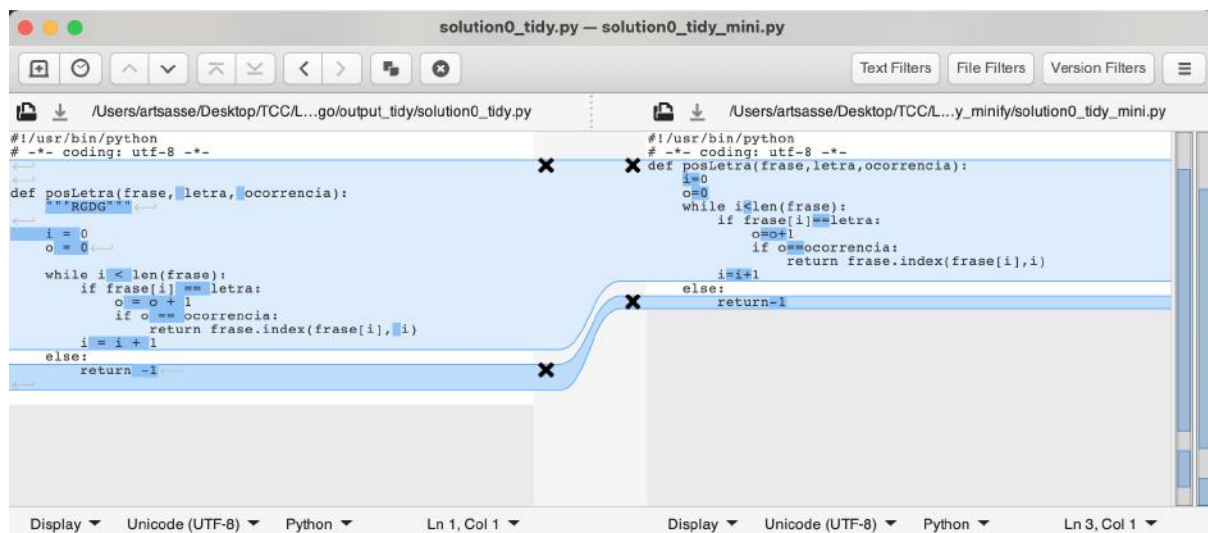 solution0_tidy.py — solution0_tidy_mini.py
Text Filters File Filters Version Filters
/Users/artsasse/Desktop/TCC/L...go/output_tidy/solution0_tidy.py
/Users/artsasse/Desktop/TCC/L...y_minify/solution0_tidy_mini.py
#!/usr/bin/python
# -*- coding: utf-8 -*-
def posLetra(frase, letra, ocorrencia):
    """RGDG"""
    i = 0
    o = 0
    while i < len(frase):
        if frase[i] == letra:
            o = o + 1
            if o == ocorrencia:
                return frase.index(frase[i], i)
        i = i + 1
    else:
        return -1
#!/usr/bin/python
# -*- coding: utf-8 -*-
def posLetra(frase,letra,ocorrencia):
    i=0
    o=0
    while i<len(frase):
        if frase[i]==letra:
            o=o+1
            if o==ocorrencia:
                return frase.index(frase[i],i)
        i=i+1
    else:
        return-1
Display Unicode (UTF-8) Python Ln 1, Col 1
Display Unicode (UTF-8) Python Ln 3, Col 1